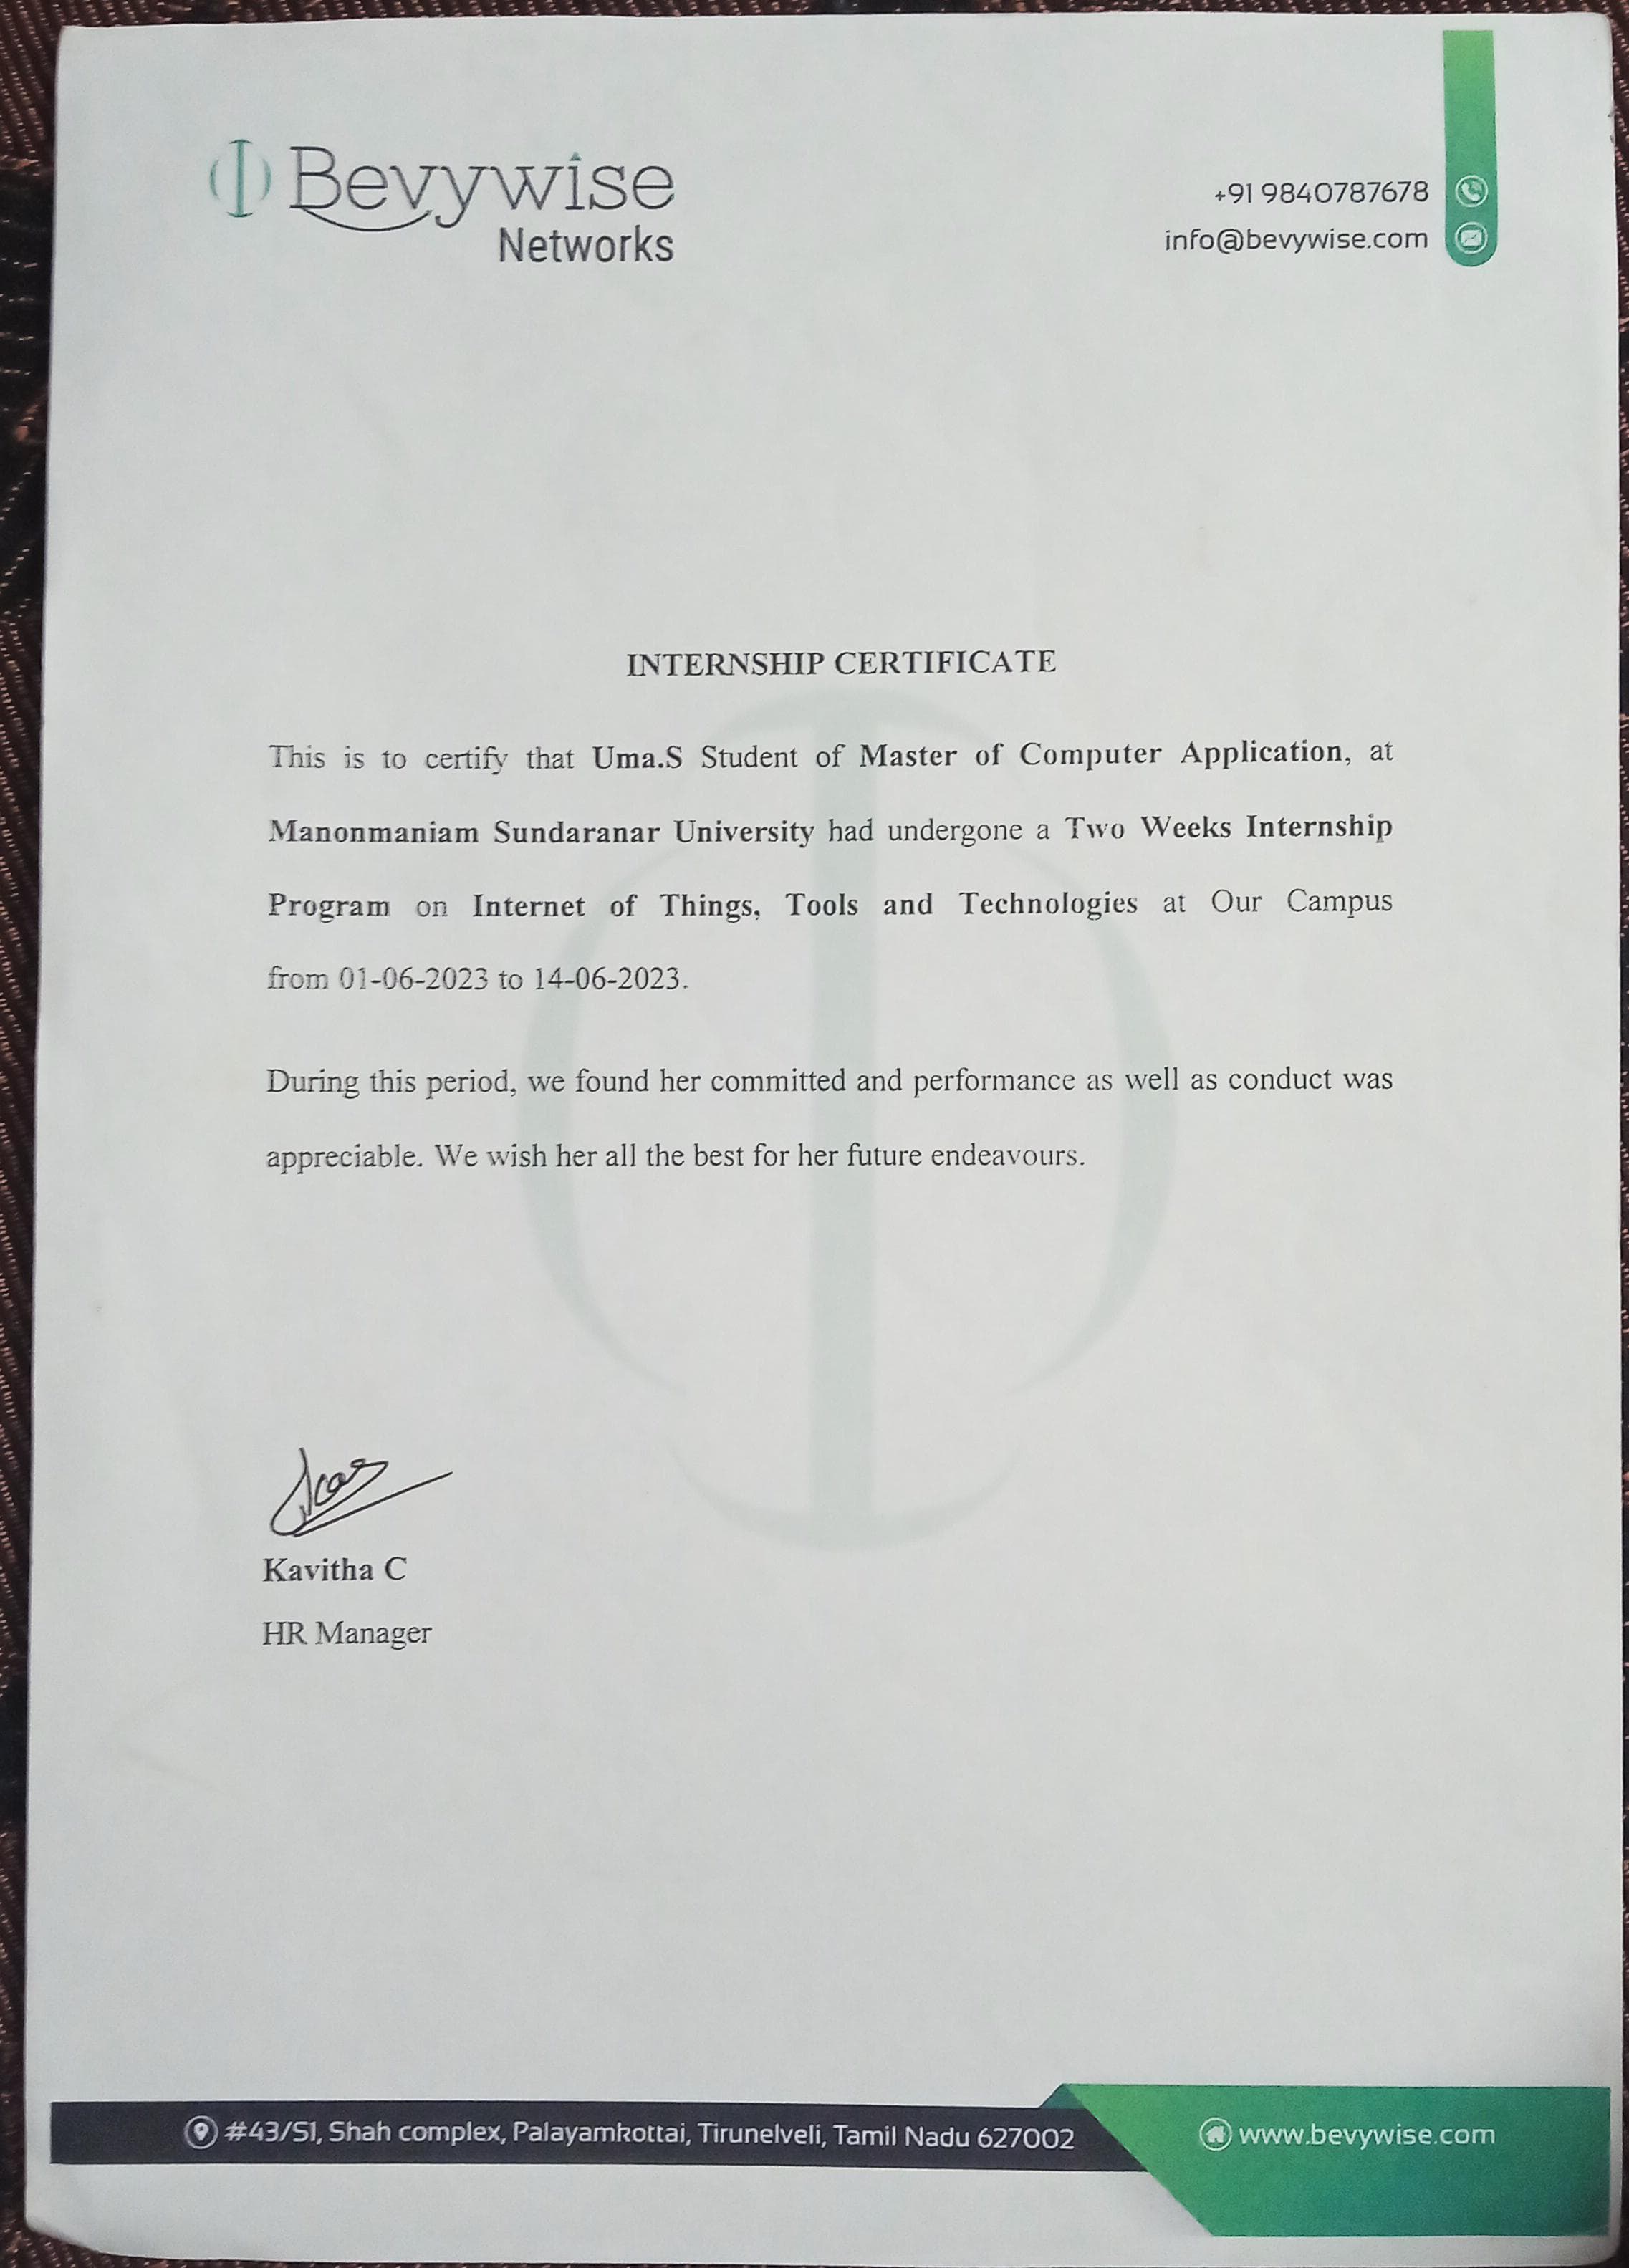 Bevywise
Networks
+91 9840787678
info@bevywise.com
INTERNSHIP CERTIFICATE
This is to certify that Uma.S Student of Master of Computer Application, at
Manonmaniam Sundaranar University had undergone a Two Weeks Internship
Program on Internet of Things, Tools and Technologies at Our Campus
from 01-06-2023 to 14-06-2023.
During this period, we found her committed and performance as well as conduct was
appreciable. We wish her all the best for her future endeavours.
Kavitha C
HR Manager
#43/S1, Shah complex, Palayamkottai, Tirunelveli, Tamil Nadu 627002
www.bevywise.com